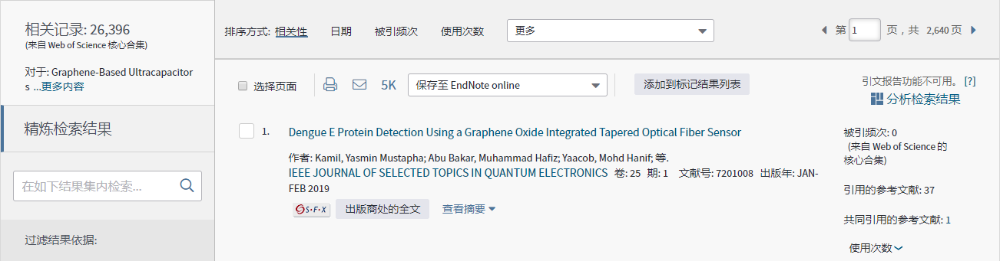 相关记录: 26,396
(来自 Web of Science 核心合集)
对于: Graphene-Based Ultracapacitor
s ...更多内容
精炼检索结果
在如下结果集内检索...
过滤结果依据:
排序方式: 相关性 日期 被引频次 使用次数 更多
第 1 页，共 2,640 页
选择页面 5K 保存至 EndNote online 添加到标记结果列表
引文报告功能不可用。 [?]
分析检索结果
1. Dengue E Protein Detection Using a Graphene Oxide Integrated Tapered Optical Fiber Sensor
作者: Kamil, Yasmin Mustapha; Abu Bakar, Muhammad Hafiz; Yaacob, Mohd Hanif; 等.
IEEE JOURNAL OF SELECTED TOPICS IN QUANTUM ELECTRONICS 卷: 25 期: 1 文献号: 7201008 出版年: JAN-
FEB 2019
S·F·X 出版商处的全文 查看摘要
被引频次: 0
(来自 Web of Science 的
核心合集)
引用的参考文献: 37
共同引用的参考文献: 1
使用次数